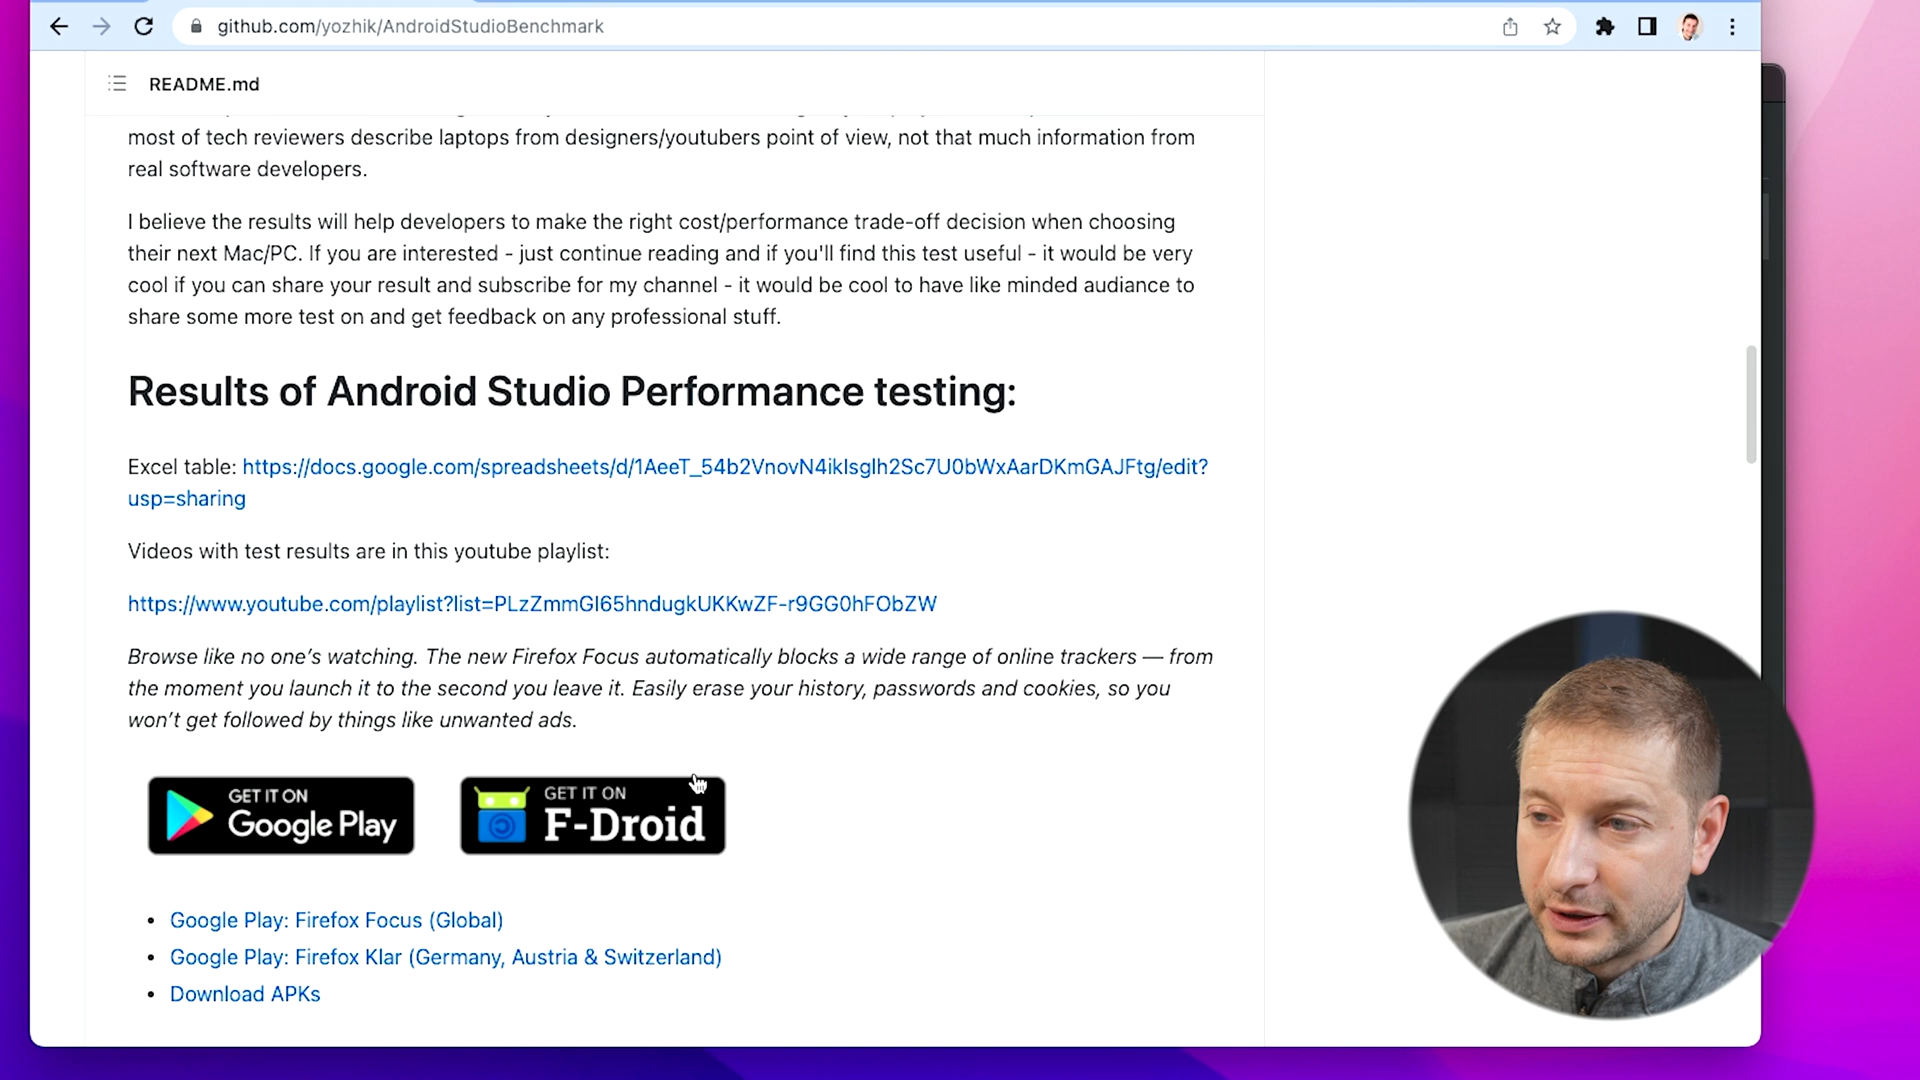 github.com/yozhik/AndroidStudioBenchmark
README.md
most of tech reviewers describe laptops from designers/youtubers point of view, not that much information from
real software developers.
I believe the results will help developers to make the right cost/performance trade-off decision when choosing
their next Mac/PC. If you are interested - just continue reading and if you'll find this test useful - it would be very
cool if you can share your result and subscribe for my channel - it would be cool to have like minded audiance to
share some more test on and get feedback on any professional stuff.
Results of Android Studio Performance testing:
Excel table: https://docs.google.com/spreadsheets/d/1AeeT_54b2VnovN4iklsglh2Sc7U0bWxAarDKmGAJFtg/edit?
usp=sharing
Videos with test results are in this youtube playlist:
https://www.youtube.com/playlist?list=PLzZmmGl65hndugkUKKwZF-r9GG0hFObZW
Browse like no one’s watching. The new Firefox Focus automatically blocks a wide range of online trackers — from
the moment you launch it to the second you leave it. Easily erase your history, passwords and cookies, so you
won’t get followed by things like unwanted ads.
GET IT ON
Google Play
GET IT ON
F-Droid
• Google Play: Firefox Focus (Global)
• Google Play: Firefox Klar (Germany, Austria & Switzerland)
• Download APKs